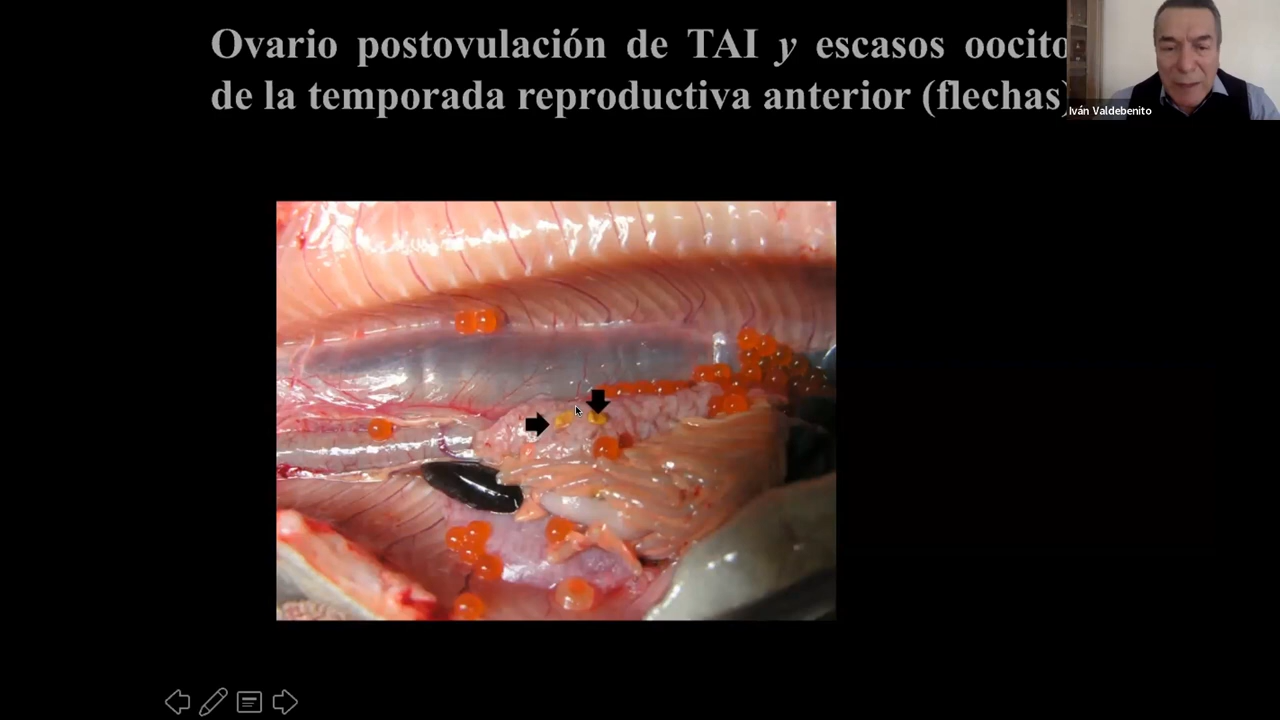 Ovario postovulación de TAI y escasos oocito
de la temporada reproductiva anterior (flechas)
Iván Valdebenito